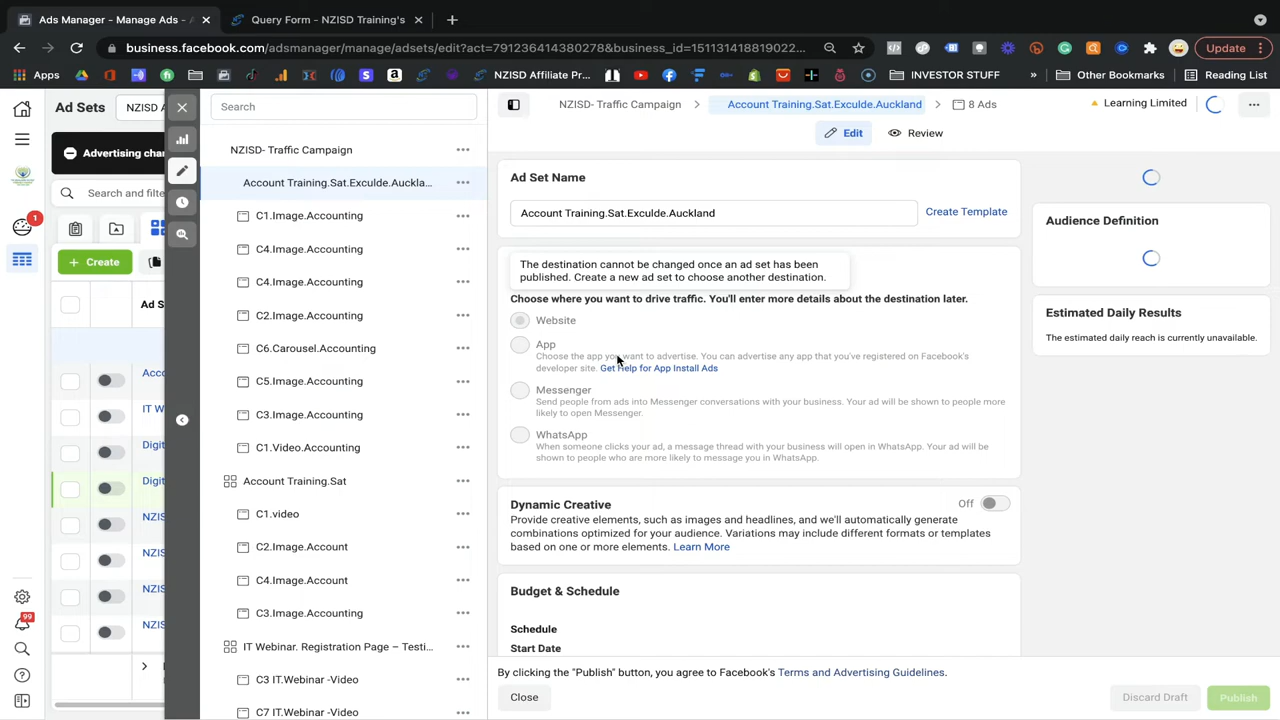 Ads Manager - Manage Ads -
Query Form - NZISD Training's
business.facebook.com/adsmanager/manage/adsets/edit?act=791236414380278&business_id=15113141881902 2...
Update
Apps
NZISD Affiliate Pr...
INVESTOR STUFF
Other Bookmarks
Reading List
Ad Sets
NZISD A
Advertising char
Search and filte
Create
Ad S
Acco
IT W
Digit
Digit
NZIS
NZIS
NZIS
NZIS
1
99
Search
NZISD- Traffic Campaign
Account Training.Sat.Exculde.Auckla...
C1.Image.Accounting
C4.Image.Accounting
C4.Image.Accounting
C2.Image.Accounting
C6.Carousel.Accounting
C5.Image.Accounting
C3.Image.Accounting
C1.Video.Accounting
Account Training.Sat
C1.video
C2.Image.Account
C4.Image.Account
C3.Image.Accounting
IT Webinar. Registration Page – Testi...
C3 IT.Webinar -Video
C7 IT.Webinar -Video
NZISD- Traffic Campaign
Account Training.Sat.Exculde.Auckland
8 Ads
Learning Limited
Edit
Review
Ad Set Name
Account Training.Sat.Exculde.Auckland
Create Template
The destination cannot be changed once an ad set has been
published. Create a new ad set to choose another destination.
Choose where you want to drive traffic. You'll enter more details about the destination later.
Website
App
Choose the app you want to advertise. You can advertise any app that you've registered on Facebook's
developer site. Get Help for App Install Ads
Messenger
Send people from ads into Messenger conversations with your business. Your ad will be shown to people more
likely to open Messenger.
WhatsApp
When someone clicks your ad, a message thread with your business will open in WhatsApp. Your ad will be
shown to people who are more likely to message you in WhatsApp.
Dynamic Creative
Off
Provide creative elements, such as images and headlines, and we'll automatically generate
combinations optimized for your audience. Variations may include different formats or templates
based on one or more elements. Learn More
Budget & Schedule
Schedule
Start Date
Audience Definition
Estimated Daily Results
The estimated daily reach is currently unavailable.
By clicking the "Publish" button, you agree to Facebook's Terms and Advertising Guidelines.
Close
Discard Draft
Publish